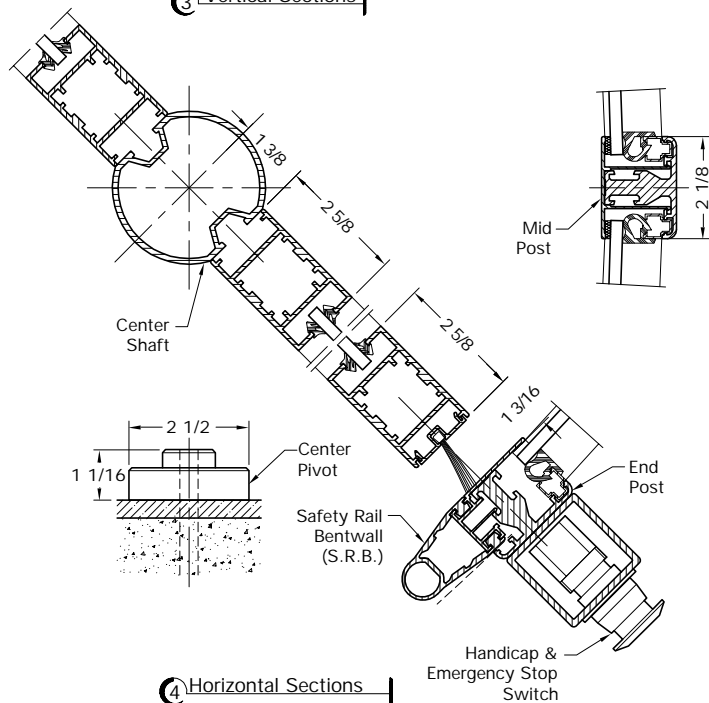 3 Vertical Sections
1 3/8
2 5/8
2 1/8
Mid
Post
Center
Shaft
2 5/8
1 3/16
2 1/2
1 1/16
Center
Pivot
End
Post
Safety Rail
Bentwall
(S.R.B.)
Handicap &
Emergency Stop
Switch
4 Horizontal Sections